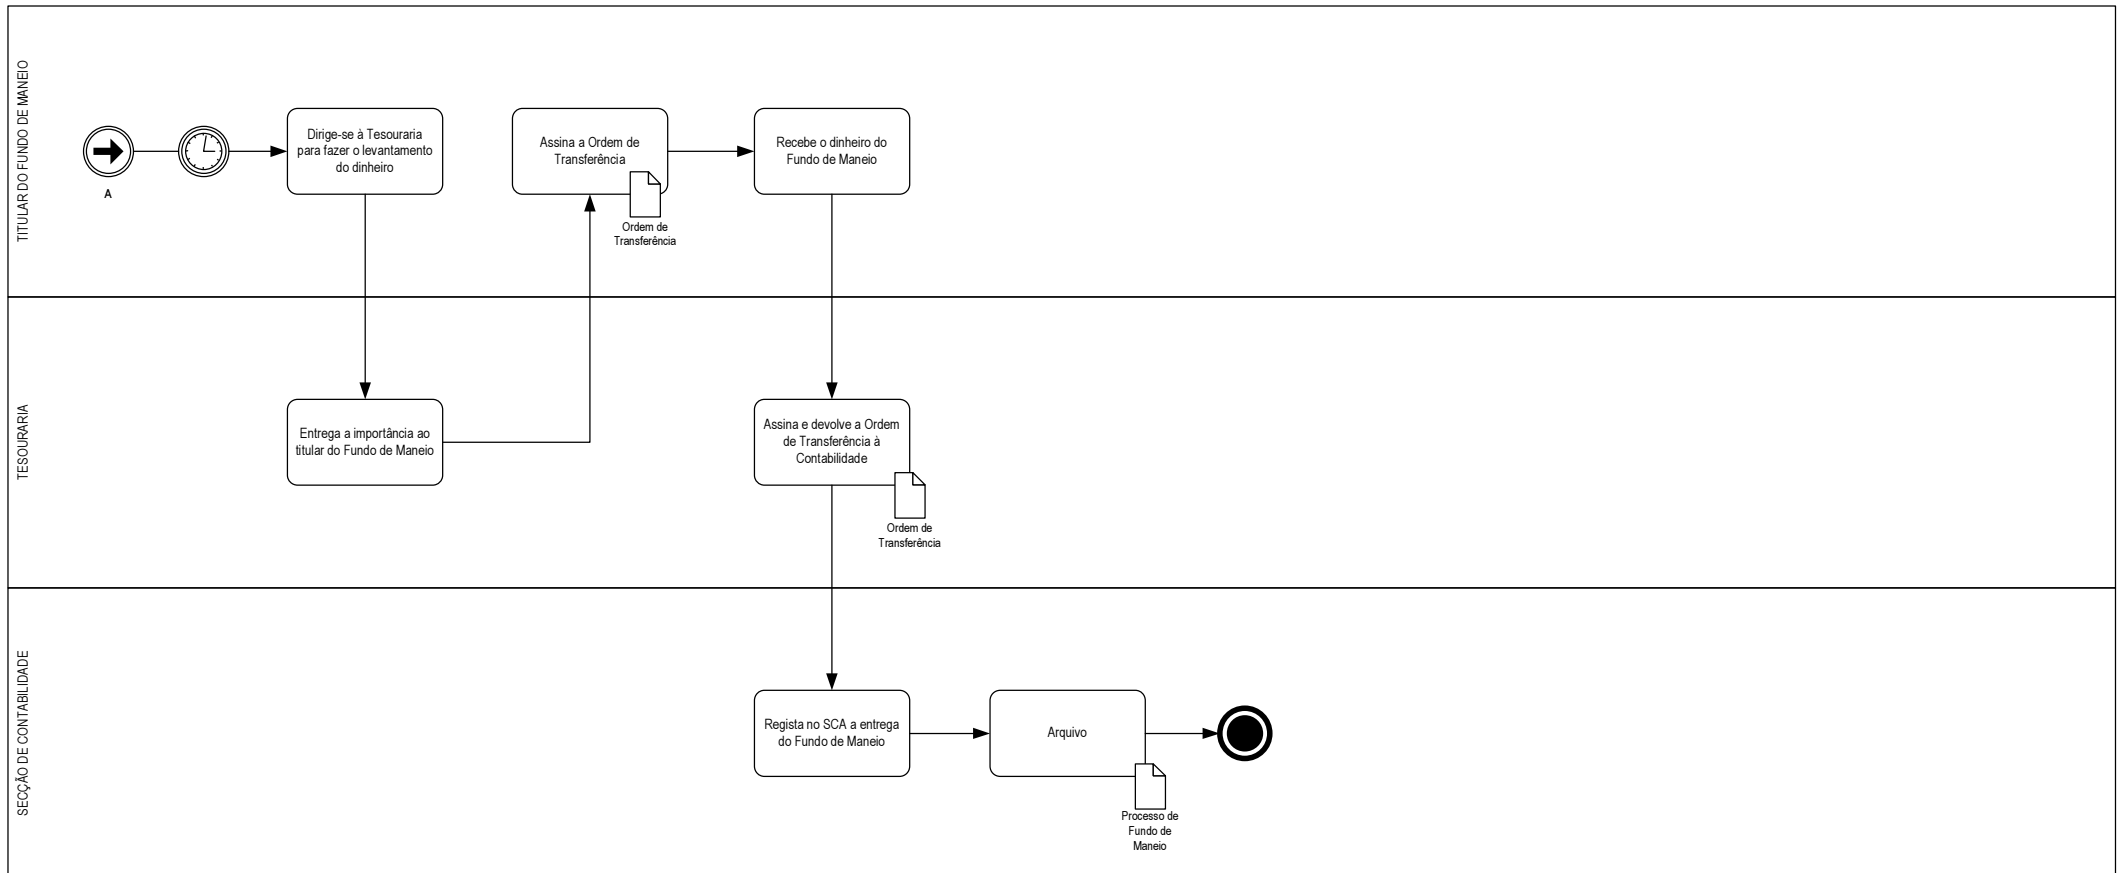 TITULAR DO FUNDO DE MANEIO
A
Dirige-se à Tesouraria
para fazer o levantamento
do dinheiro
Assina a Ordem de
Transferência
Ordem de
Transferência
Recebe o dinheiro do
Fundo de Maneio
TESOURARIA
Entrega a importância ao
titular do Fundo de Maneio
Assina e devolve a Ordem
de Transferência à
Contabilidade
Ordem de
Transferência
SECÇÃO DE CONTABILIDADE
Regista no SCA a entrega
do Fundo de Maneio
Arquivo
Processo de
Fundo de
Maneio